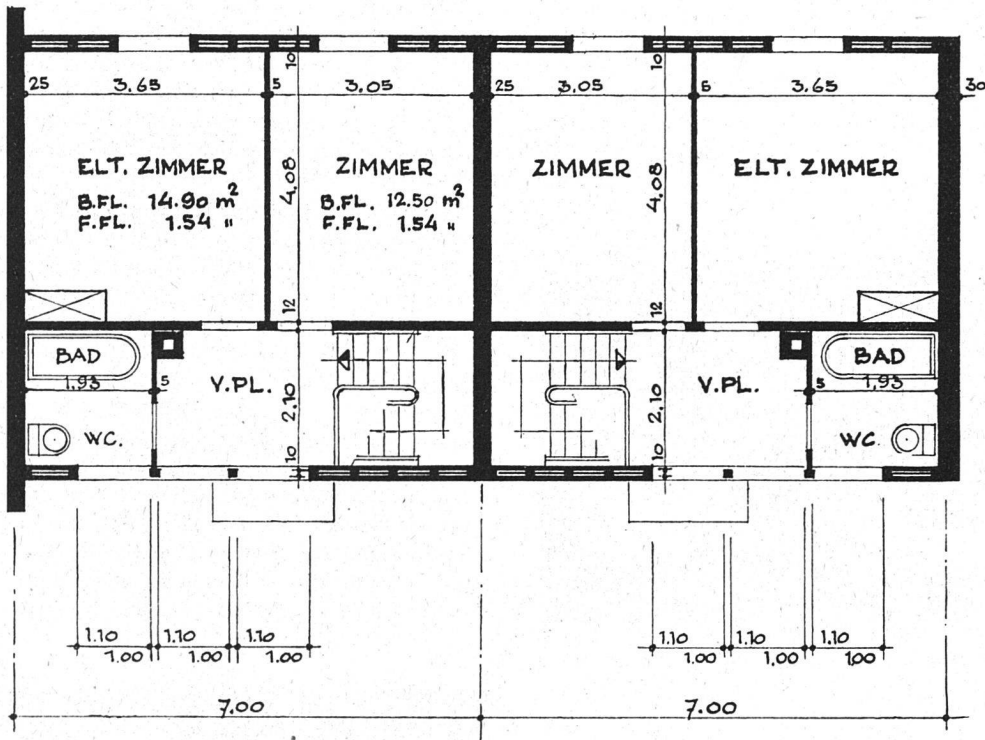 25 3.65 5 3.05 25 3.05 5 3.65 30
10 10
4.08 4.08
ELT. ZIMMER ZIMMER ZIMMER ELT. ZIMMER
B.FL. 14.90 m² B.FL. 12.50 m²
F.FL. 1.54 " F.FL. 1.54 "
12 12
BAD BAD
1.93 5 V.PL. V.PL. 5 1.93
2.10 2.10
WC. WC.
10 10
1.10 1.10 1.10 1.10 1.10 1.10
1.00 1.00 1.00 1.00 1.00 1.00
7.00 7.00